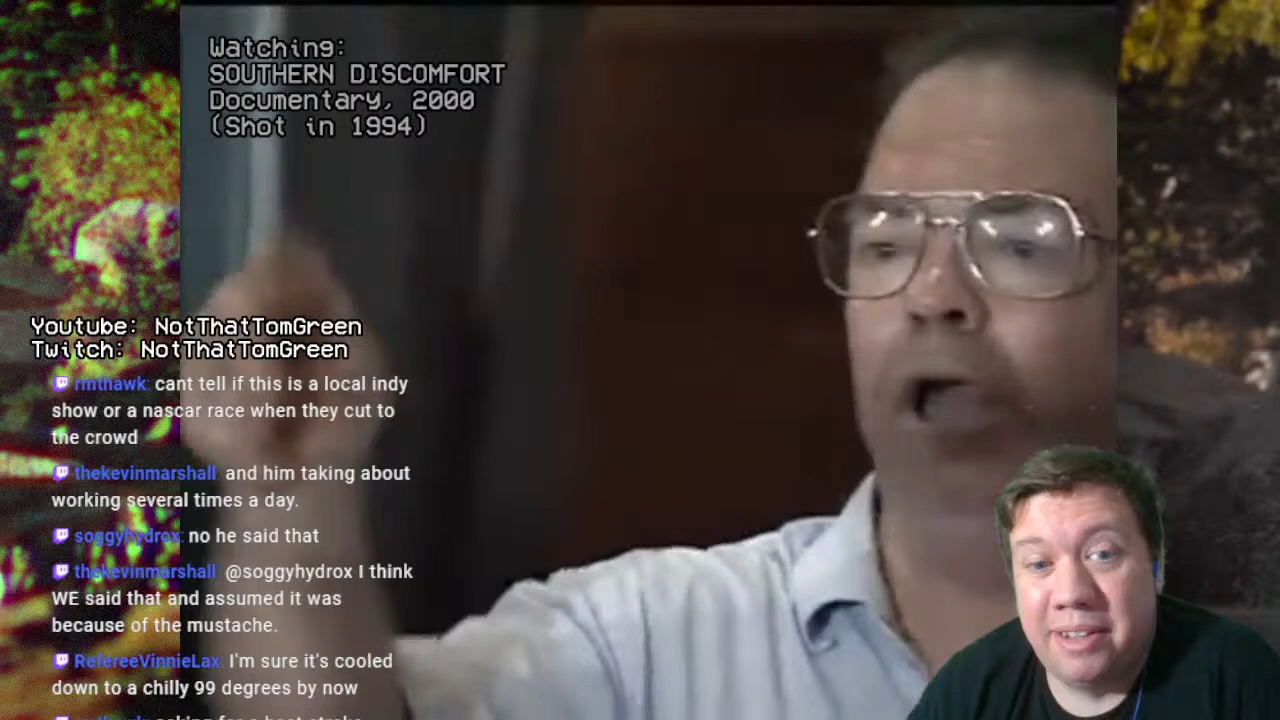 Watching:
SOUTHERN DISCOMFORT
Documentary, 2000
(Shot in 1994)
Youtube: NotThatTomGreen
Twitch: NotThatTomGreen
rmthawk: cant tell if this is a local indy
show or a nascar race when they cut to
the crowd
thekevinmarshall: and him taking about
working several times a day.
soggyhydrox: no he said that
thekevinmarshall: @soggyhydrox I think
WE said that and assumed it was
because of the mustache.
RefereeVinnieLax: I'm sure it's cooled
down to a chilly 99 degrees by now